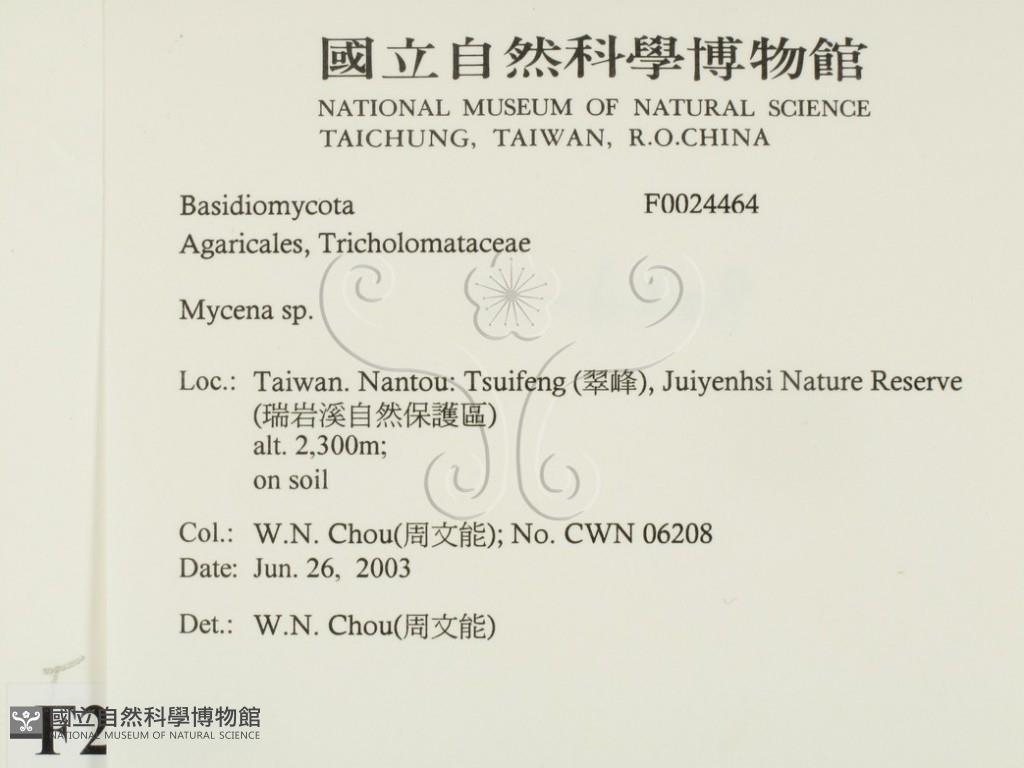 國立自然科學博物館
NATIONAL MUSEUM OF NATURAL SCIENCE
TAICHUNG, TAIWAN, R.O.CHINA
Basidiomycota F0024464
Agaricales, Tricholomataceae
Mycena sp.
Loc.: Taiwan. Nantou: Tsuifeng (翠峰), Juiyenhsi Nature Reserve
(瑞岩溪自然保護區)
alt. 2,300m;
on soil
Col.: W.N. Chou(周文能); No. CWN 06208
Date: Jun. 26, 2003
Det.: W.N. Chou(周文能)
F2
國立自然科學博物館
NATIONAL MUSEUM OF NATURAL SCIENCE